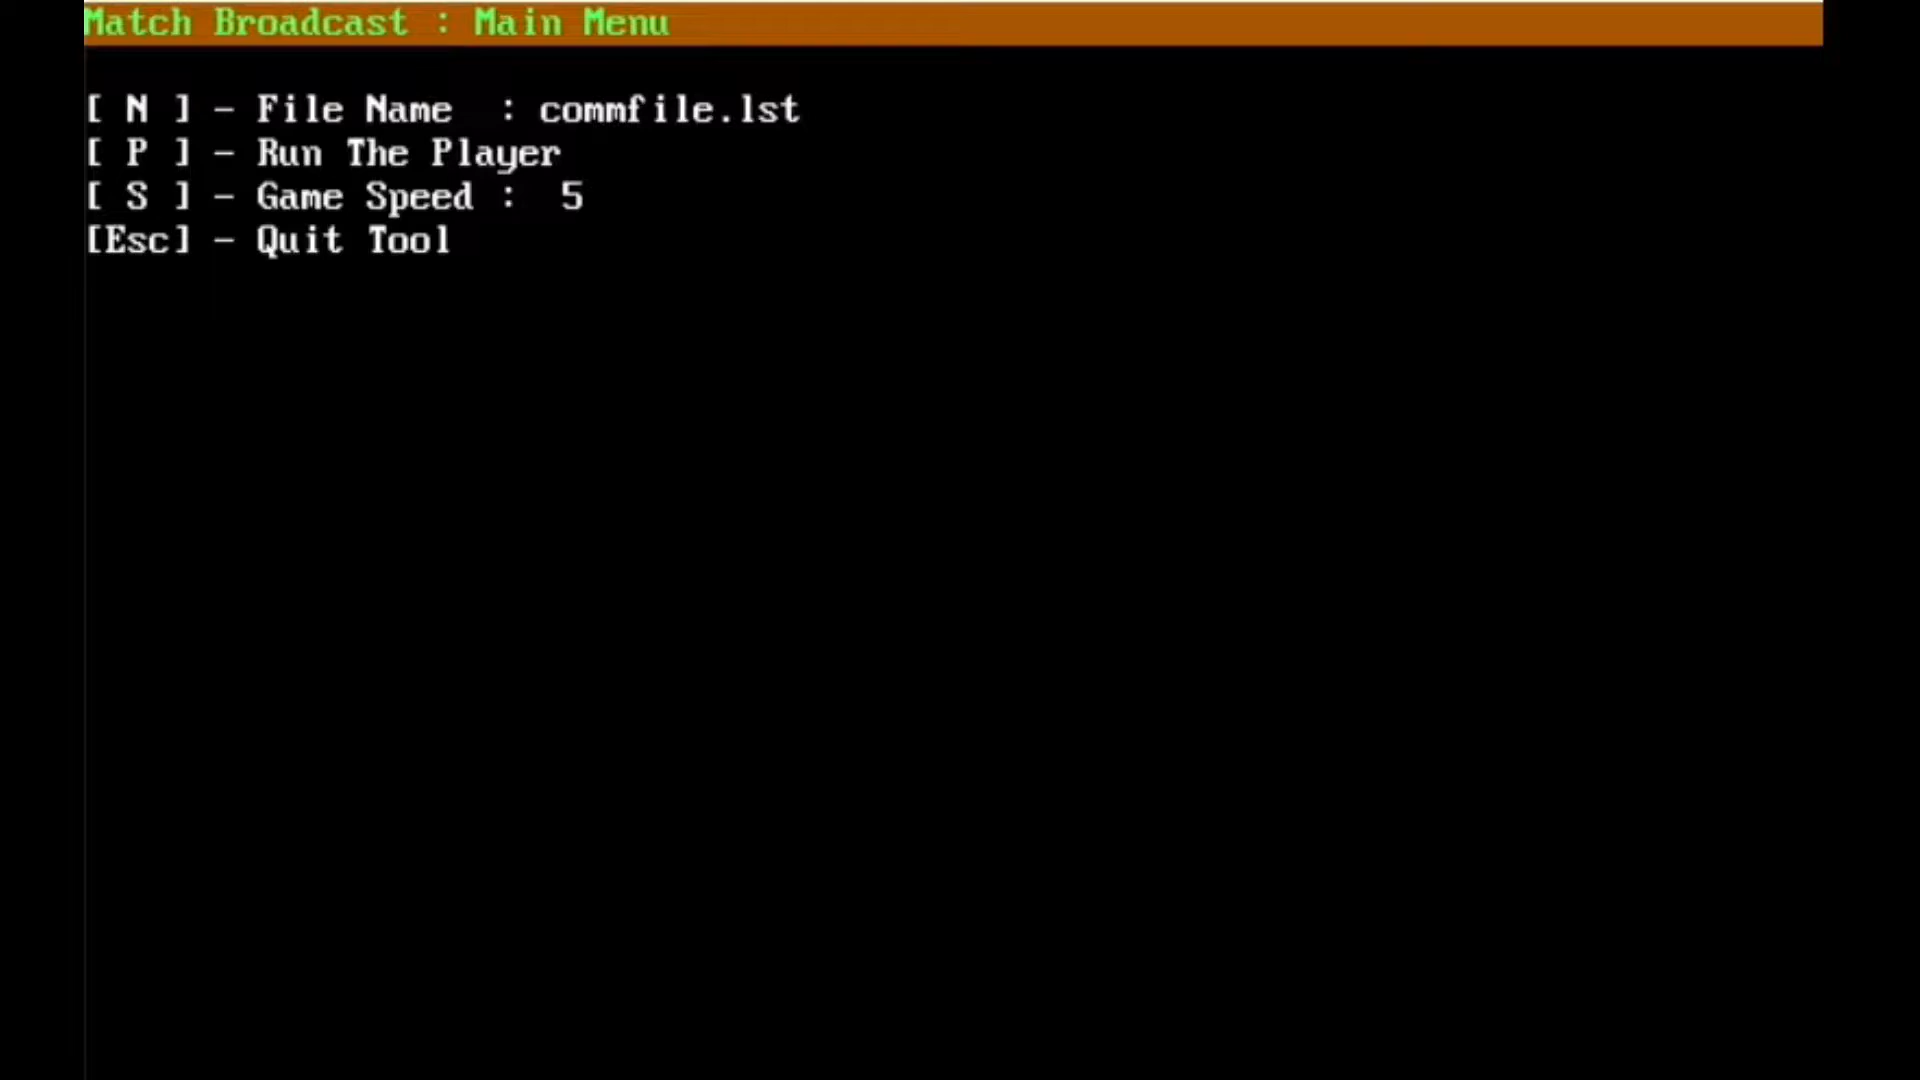 Match Broadcast : Main Menu
[ N ] - File Name  : commfile.lst
[ P ] - Run The Player
[ S ] - Game Speed :  5
[Esc] - Quit Tool